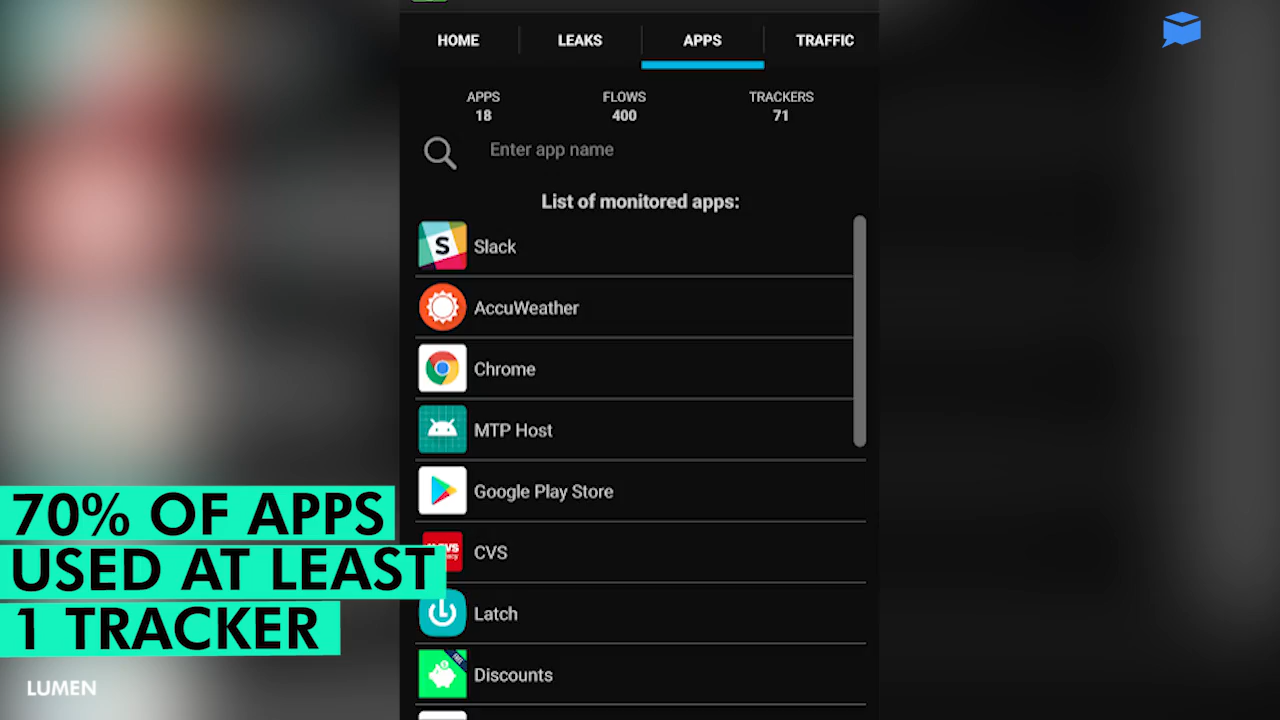 HOME LEAKS APPS TRAFFIC
APPS FLOWS TRACKERS
18 400 71
Enter app name
List of monitored apps:
S Slack
AccuWeather
Chrome
MTP Host
Google Play Store
CVS
Latch
FREE
Discounts
70% OF APPS
USED AT LEAST
1 TRACKER
LUMEN